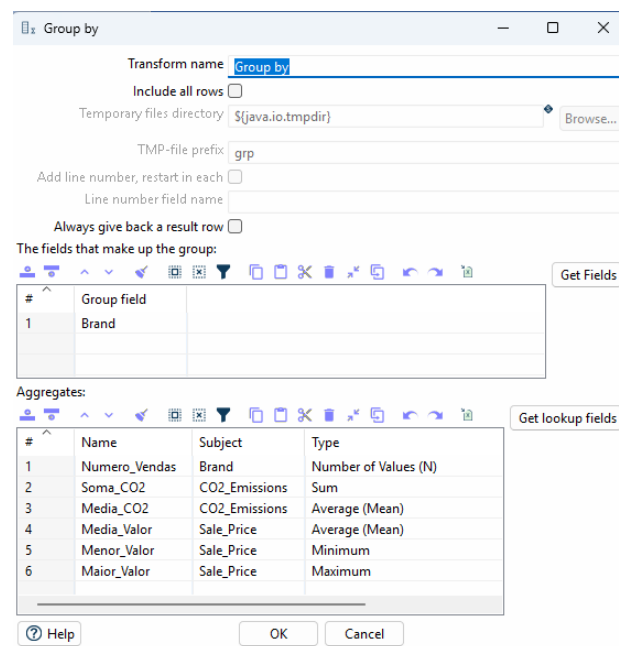 Group by
Transform name Group by
Include all rows
Temporary files directory ${java.io.tmpdir} Browse...
TMP-file prefix grp
Add line number, restart in each
Line number field name
Always give back a result row
The fields that make up the group:
Get Fields
# Group field
1 Brand
Aggregates:
Get lookup fields
# Name Subject Type
1 Numero_Vendas Brand Number of Values (N)
2 Soma_CO2 CO2_Emissions Sum
3 Media_CO2 CO2_Emissions Average (Mean)
4 Media_Valor Sale_Price Average (Mean)
5 Menor_Valor Sale_Price Minimum
6 Maior_Valor Sale_Price Maximum
Help OK Cancel